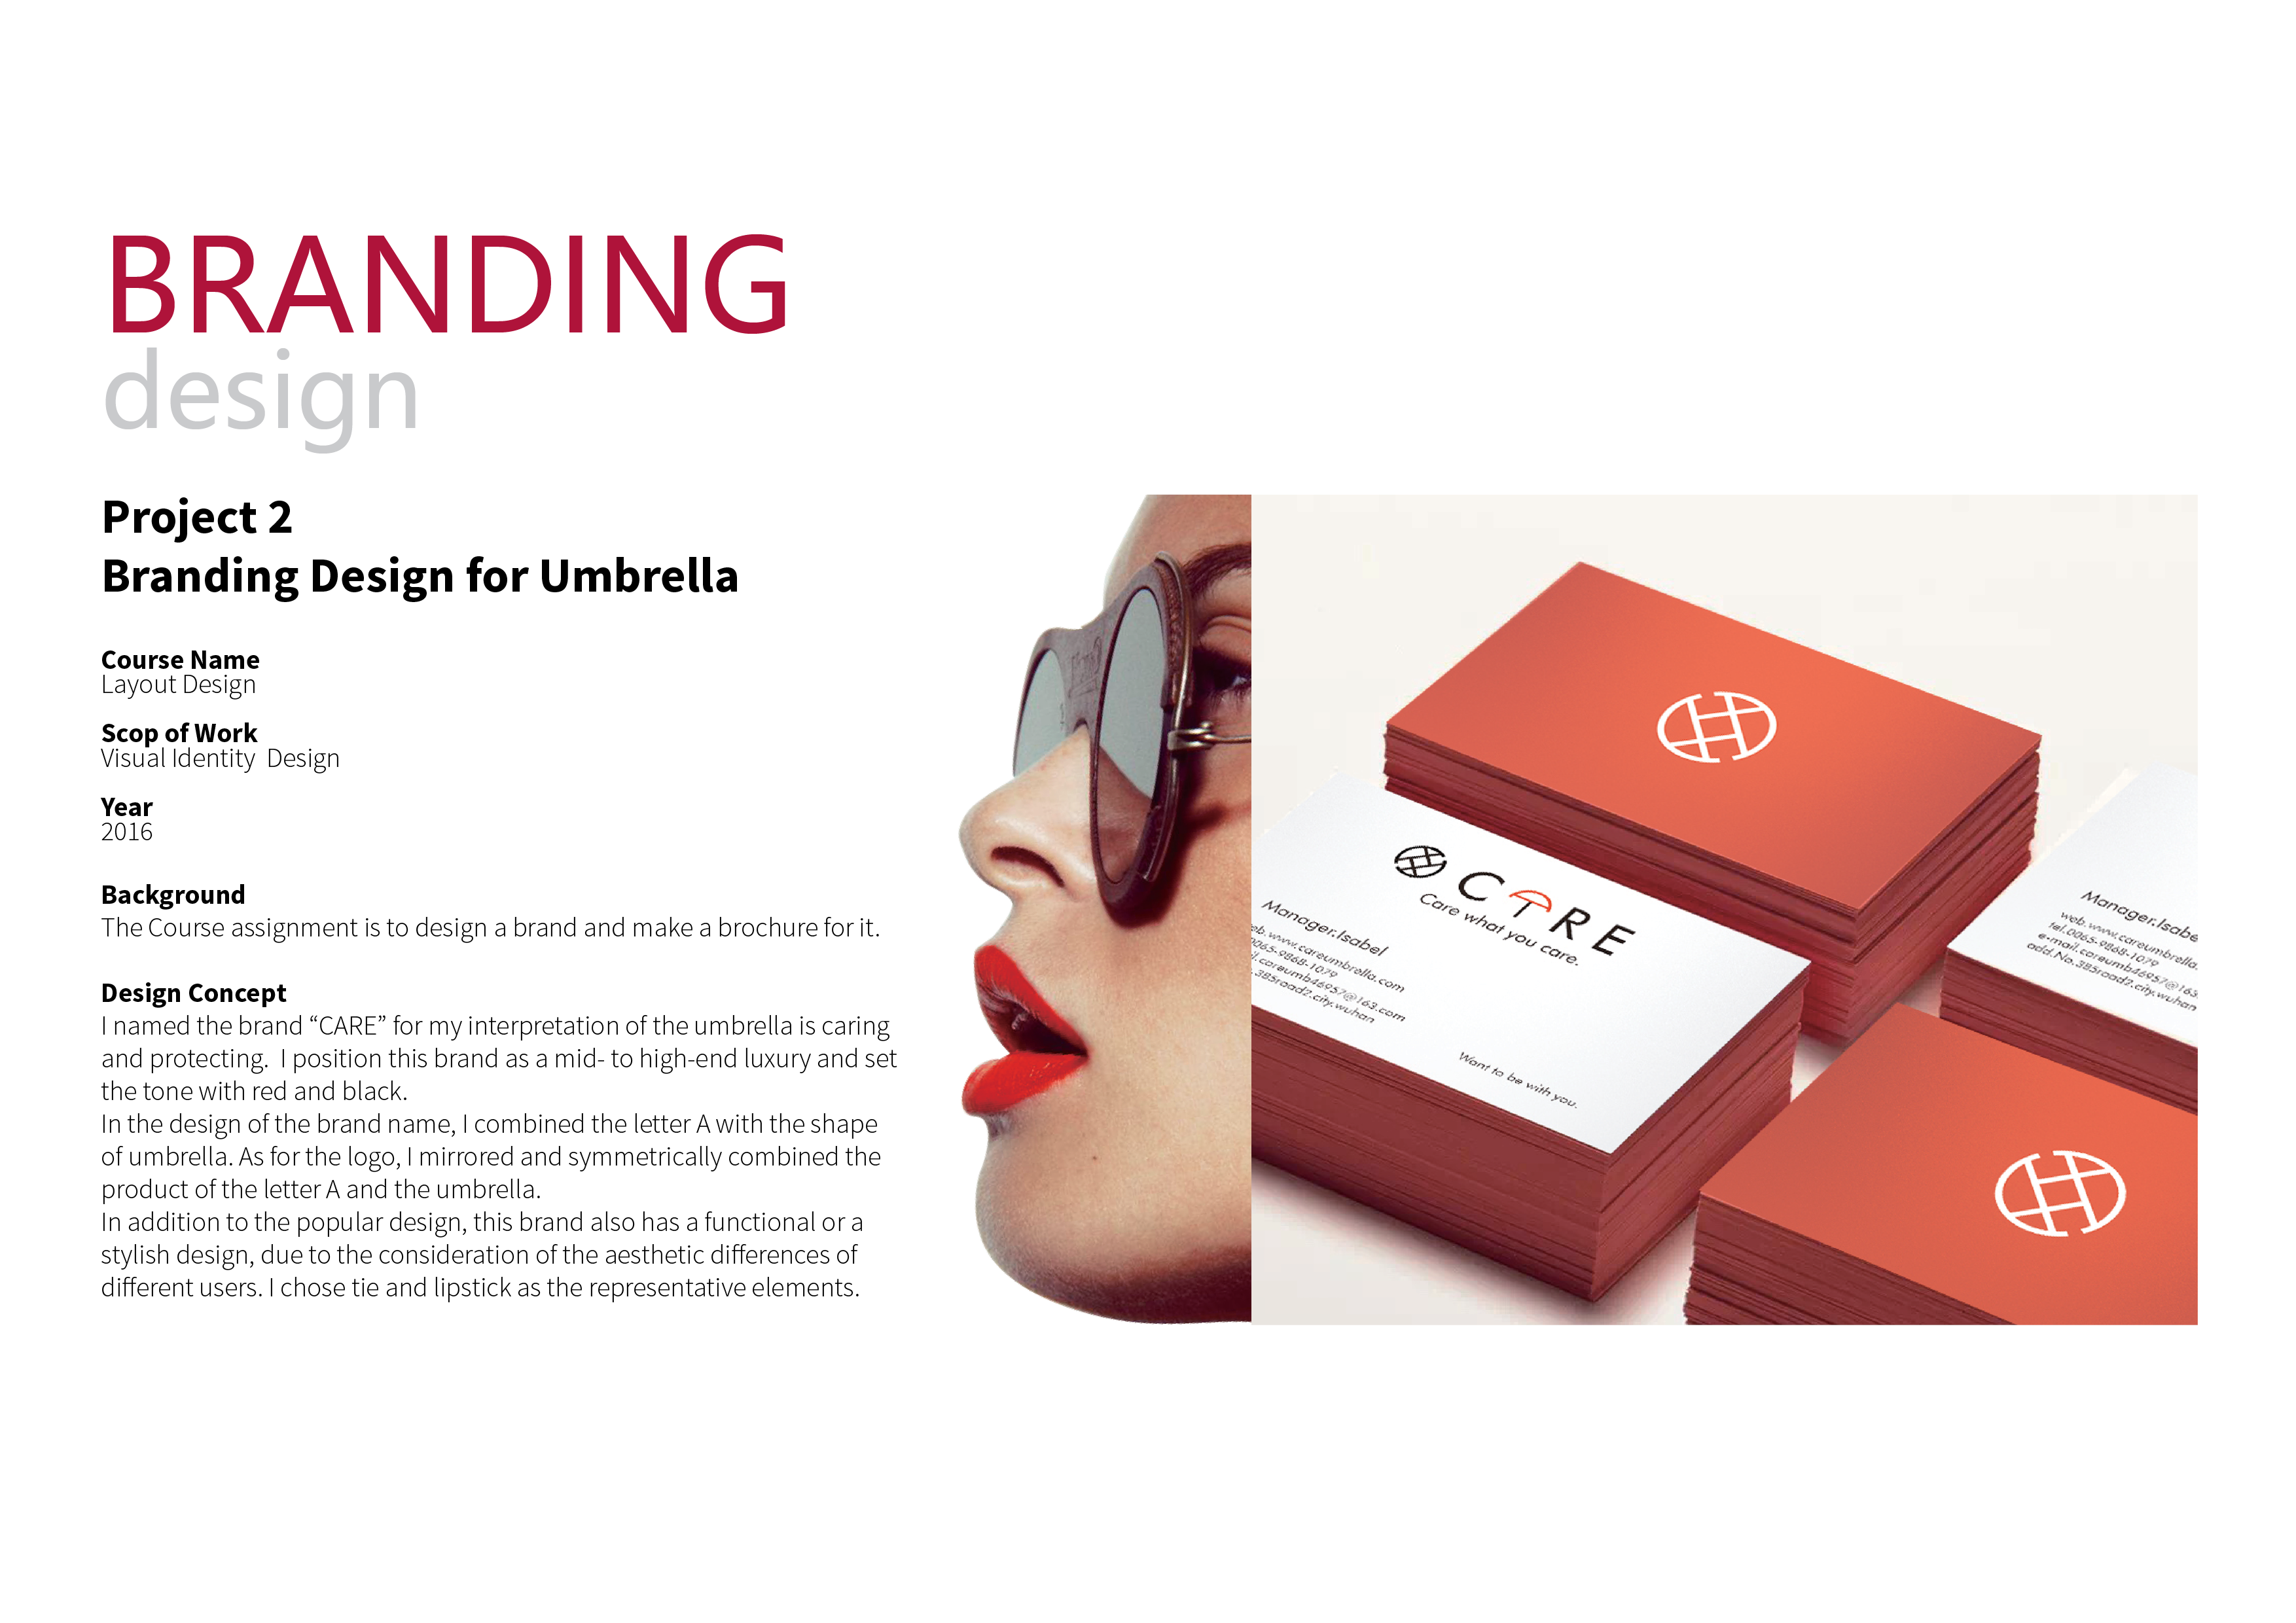 BRANDING
design
Project 2
Branding Design for Umbrella
Course Name
Layout Design
Scop of Work
Visual Identity  Design
Year
2016
Background
The Course assignment is to design a brand and make a brochure for it.
Design Concept
I named the brand “CARE” for my interpretation of the umbrella is caring
and protecting.  I position this brand as a mid- to high-end luxury and set
the tone with red and black.
In the design of the brand name, I combined the letter A with the shape
of umbrella. As for the logo, I mirrored and symmetrically combined the
product of the letter A and the umbrella.
In addition to the popular design, this brand also has a functional or a
stylish design, due to the consideration of the aesthetic differences of
different users. I chose tie and lipstick as the representative elements.
CARE
Care what you care.
Manager.Isabel
eb.www.careumbrella.com
0065-9868-1079
l.careumb46957@163.com
.385road2.city.wuhan
Want to be with you.
Manager.Isabe
web.www.careumbrella.
tel.0065-9868-1079
e-mail.careumb46957@163.
add.No.385road2.city.wuhan